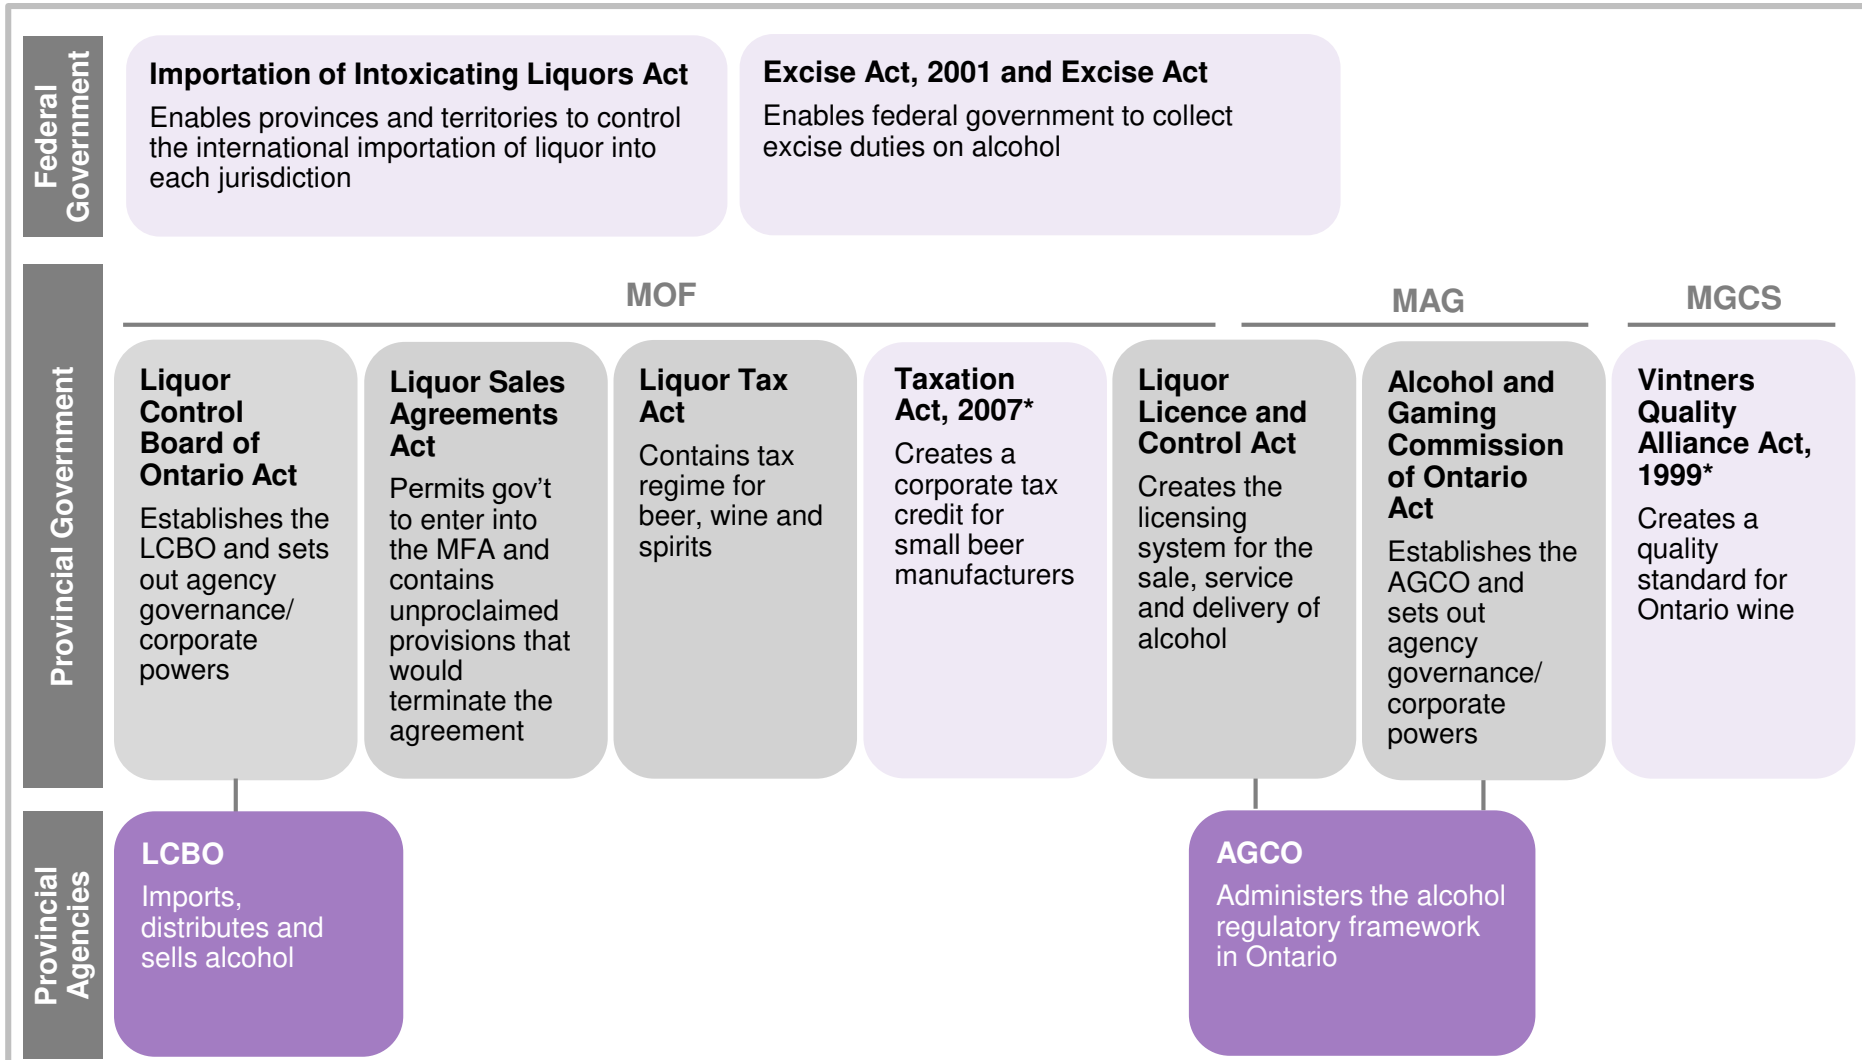 Federal
Government
Importation of Intoxicating Liquors Act
Enables provinces and territories to control
the international importation of liquor into
each jurisdiction
Excise Act, 2001 and Excise Act
Enables federal government to collect
excise duties on alcohol
Provincial Government
MOF
MAG
MGCS
Liquor
Control
Board of
Ontario Act
Establishes the
LCBO and sets
out agency
governance/
corporate
powers
Liquor Sales
Agreements
Act
Permits gov't
to enter into
the MFA and
contains
unproclaimed
provisions that
would
terminate the
agreement
Liquor Tax
Act
Contains tax
regime for
beer, wine and
spirits
Taxation
Act, 2007*
Creates a
corporate tax
credit for
small beer
manufacturers
Liquor
Licence and
Control Act
Creates the
licensing
system for the
sale, service
and delivery of
alcohol
Alcohol and
Gaming
Commission
of Ontario
Act
Establishes the
AGCO and
sets out
agency
governance/
corporate
powers
Vintners
Quality
Alliance Act,
1999*
Creates a
quality
standard for
Ontario wine
Provincial
Agencies
LCBO
Imports,
distributes and
sells alcohol
AGCO
Administers the alcohol
regulatory framework
in Ontario